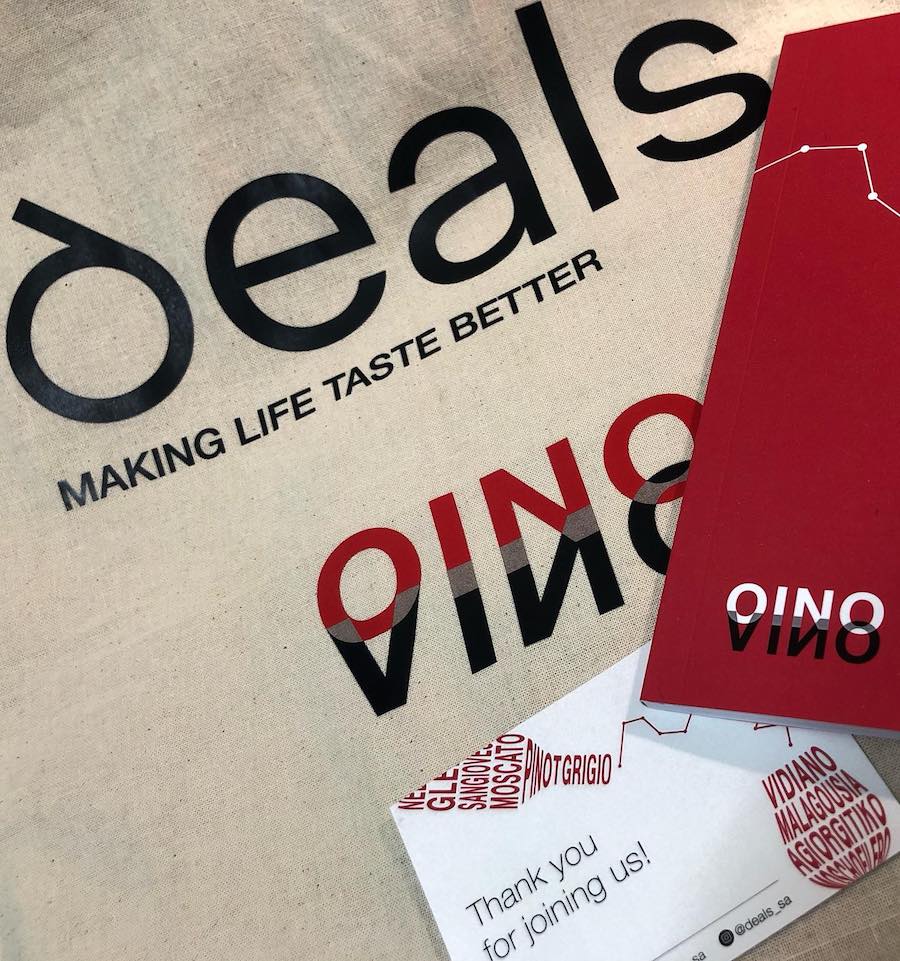 deals
MAKING LIFE TASTE BETTER
OINO
VINO
OINO
VINO
SANGIOVESE
MOSCATO
PINOTGRIGIO
VIDIANO
MALAGOUSIA
AGIORGITIKO
MOSCHOFILERO
Thank you
for joining us!
@deals_sa